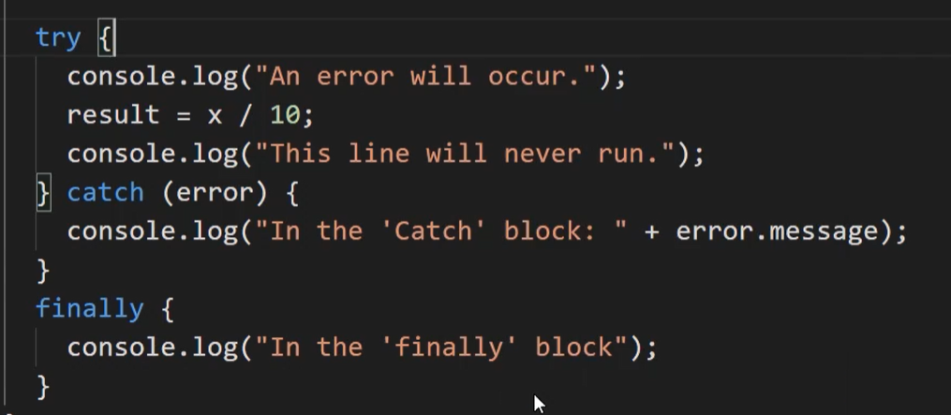 try {
console.log("An error will occur.");
result = x / 10;
console.log("This line will never run.");
} catch (error) {
console.log("In the 'Catch' block: " + error.message);
}
finally {
console.log("In the 'finally' block");
}